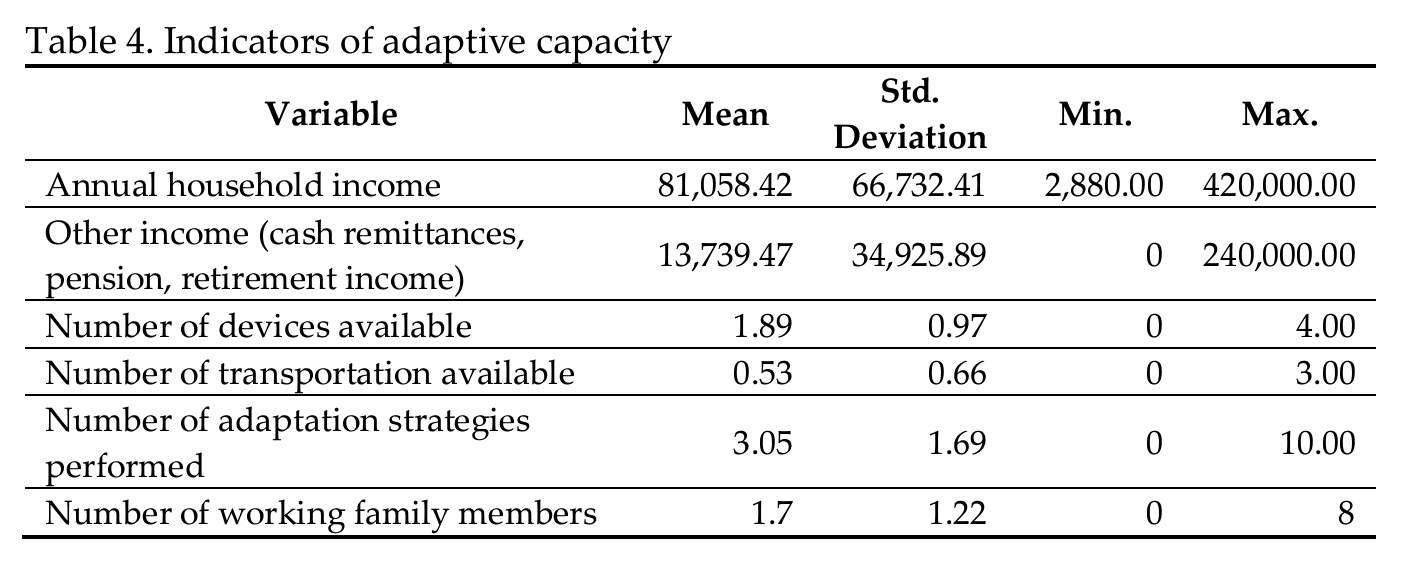 Table 4. Indicators of adaptive capacity
Variable Mean Std. Deviation Min. Max.
Annual household income 81,058.42 66,732.41 2,880.00 420,000.00
Other income (cash remittances,
pension, retirement income) 13,739.47 34,925.89 0 240,000.00
Number of devices available 1.89 0.97 0 4.00
Number of transportation available 0.53 0.66 0 3.00
Number of adaptation strategies
performed 3.05 1.69 0 10.00
Number of working family members 1.7 1.22 0 8